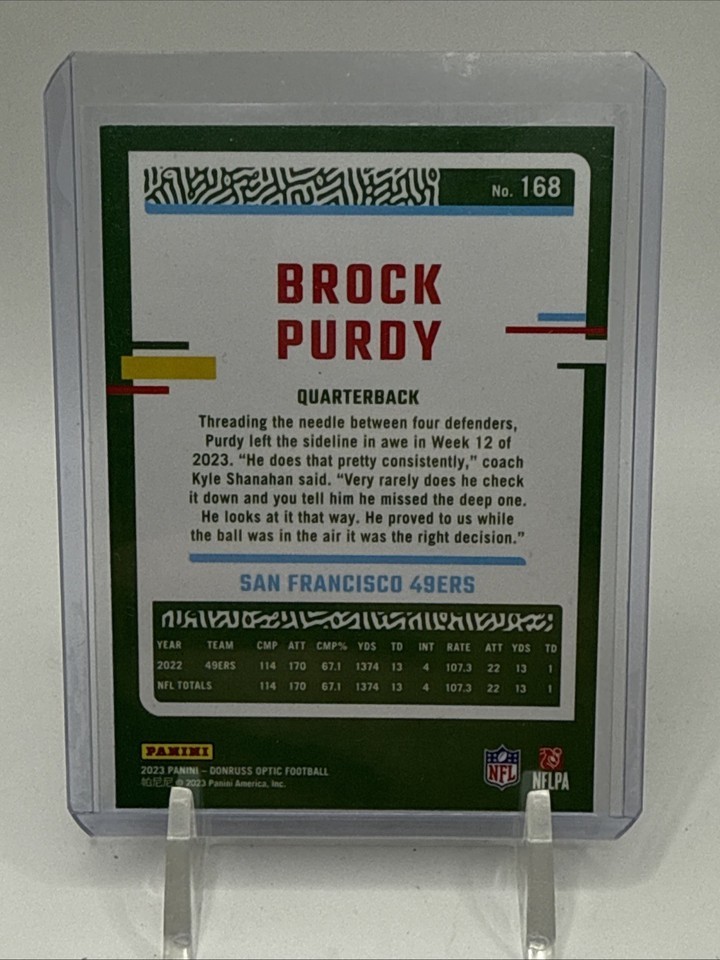 No. 168
BROCK
PURDY
QUARTERBACK
Threading the needle between four defenders,
Purdy left the sideline in awe in Week 12 of
2023. “He does that pretty consistently,” coach
Kyle Shanahan said. “Very rarely does he check
it down and you tell him he missed the deep one.
He looks at it that way. He proved to us while
the ball was in the air it was the right decision.”
SAN FRANCISCO 49ERS
YEAR TEAM CMP ATT CMP% YDS TD INT RATE ATT YDS TD
2022 49ERS 114 170 67.1 1374 13 4 107.3 22 13 1
NFL TOTALS 114 170 67.1 1374 13 4 107.3 22 13 1
PANINI
2023 PANINI – DONRUSS OPTIC FOOTBALL
帕尼尼 © 2023 Panini America, Inc.
NFL
NFLPA